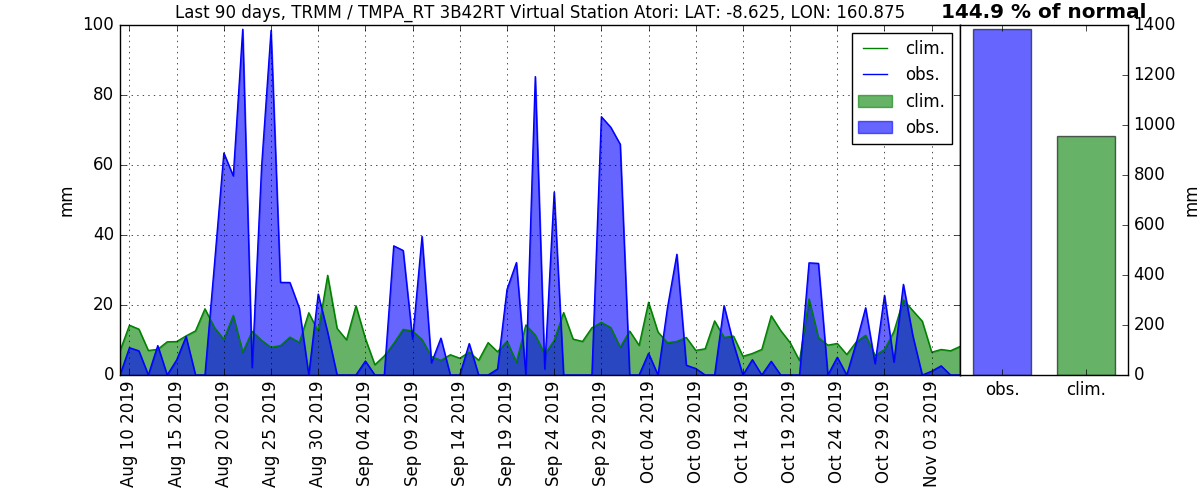 Last 90 days, TRMM / TMPA_RT 3B42RT Virtual Station Atori: LAT: -8.625, LON: 160.875
144.9 % of normal
100
80
60
40
20
0
mm
clim.
obs.
clim.
obs.
1400
1200
1000
800
600
400
200
0
mm
Aug 10 2019
Aug 15 2019
Aug 20 2019
Aug 25 2019
Aug 30 2019
Sep 04 2019
Sep 09 2019
Sep 14 2019
Sep 19 2019
Sep 24 2019
Sep 29 2019
Oct 04 2019
Oct 09 2019
Oct 14 2019
Oct 19 2019
Oct 24 2019
Oct 29 2019
Nov 03 2019
obs.
clim.